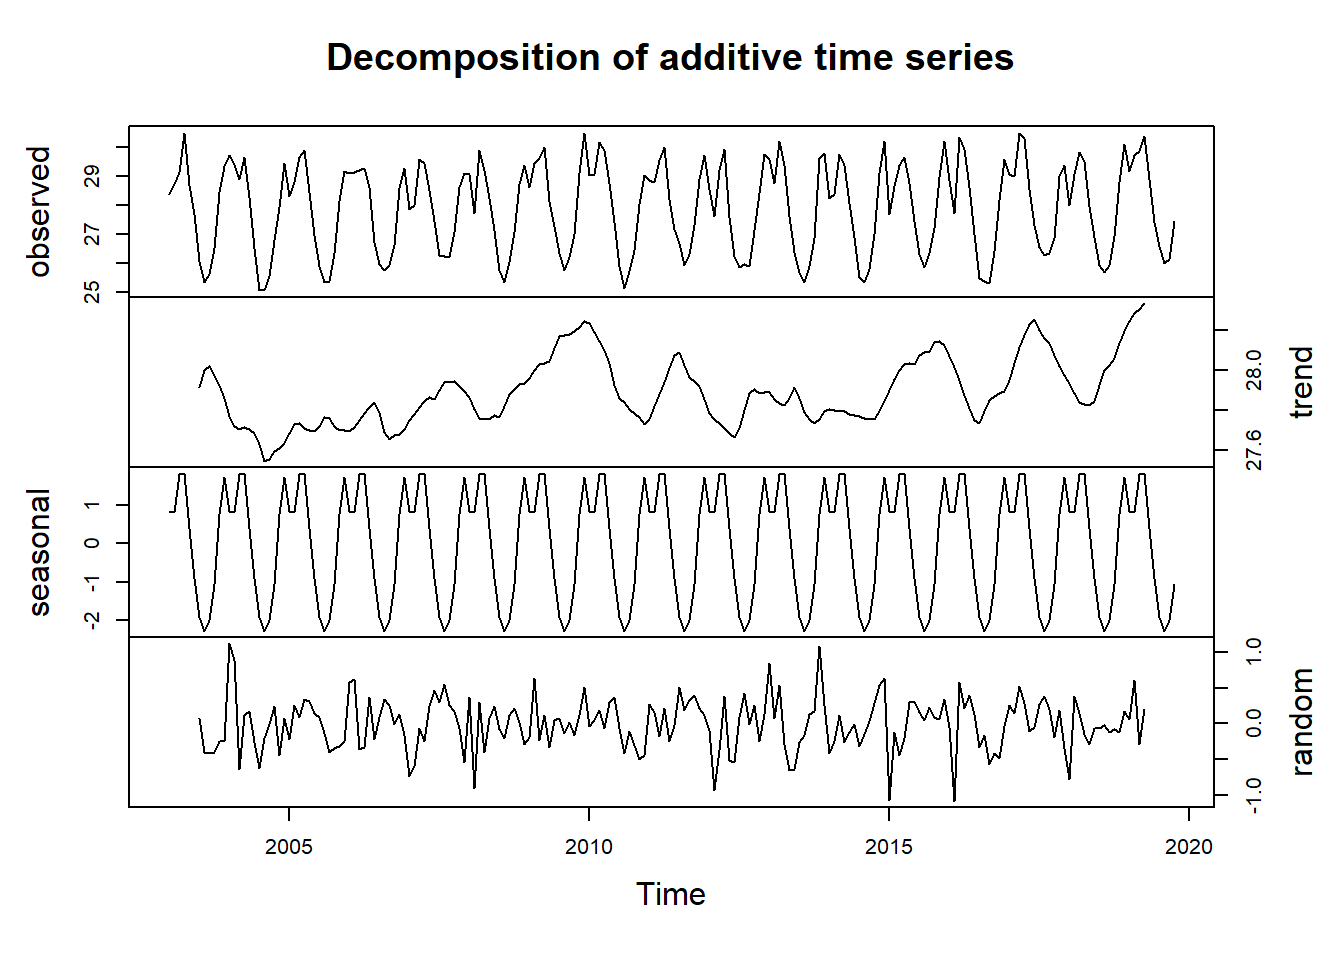 Decomposition of additive time series
observed
25 27 29
trend
27.6 28.0
seasonal
-2 -1 0 1
random
-1.0 0.0 1.0
2005 2010 2015 2020
Time